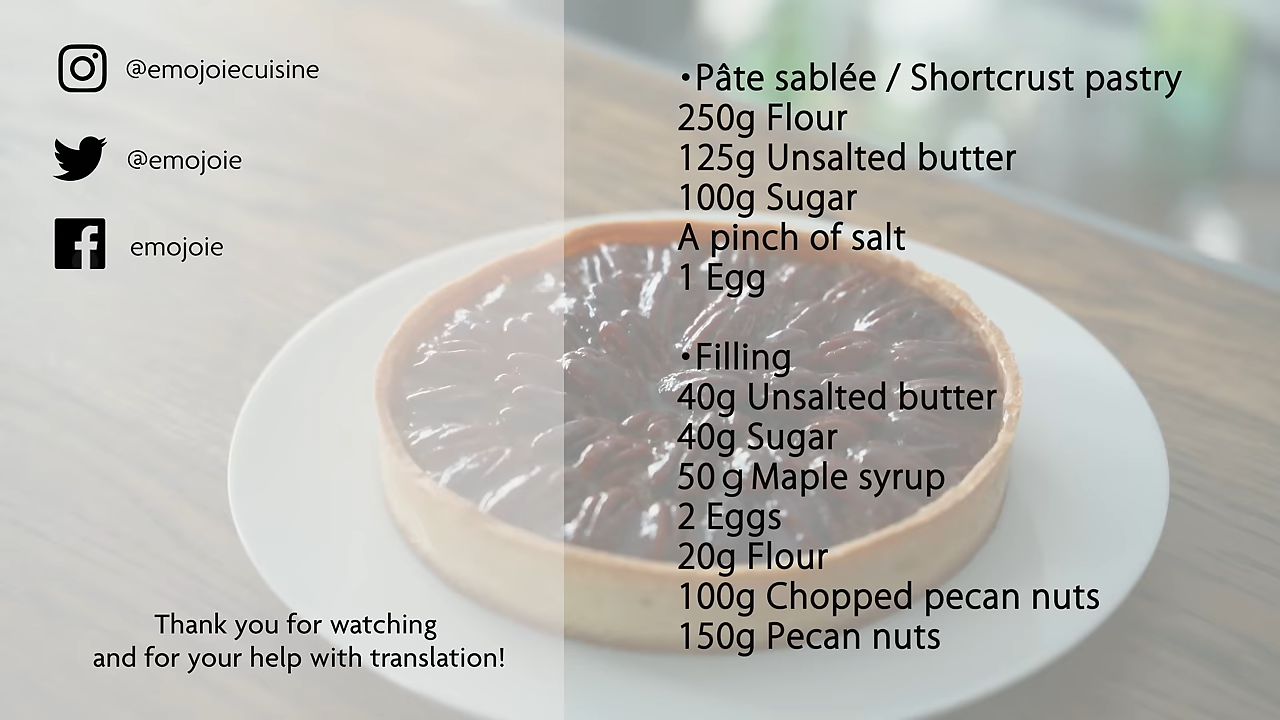 @emojoiecuisine
@emojoie
emojoie
Thank you for watching
and for your help with translation!
・Pâte sablée / Shortcrust pastry
250g Flour
125g Unsalted butter
100g Sugar
A pinch of salt
1 Egg
・Filling
40g Unsalted butter
40g Sugar
50 g Maple syrup
2 Eggs
20g Flour
100g Chopped pecan nuts
150g Pecan nuts